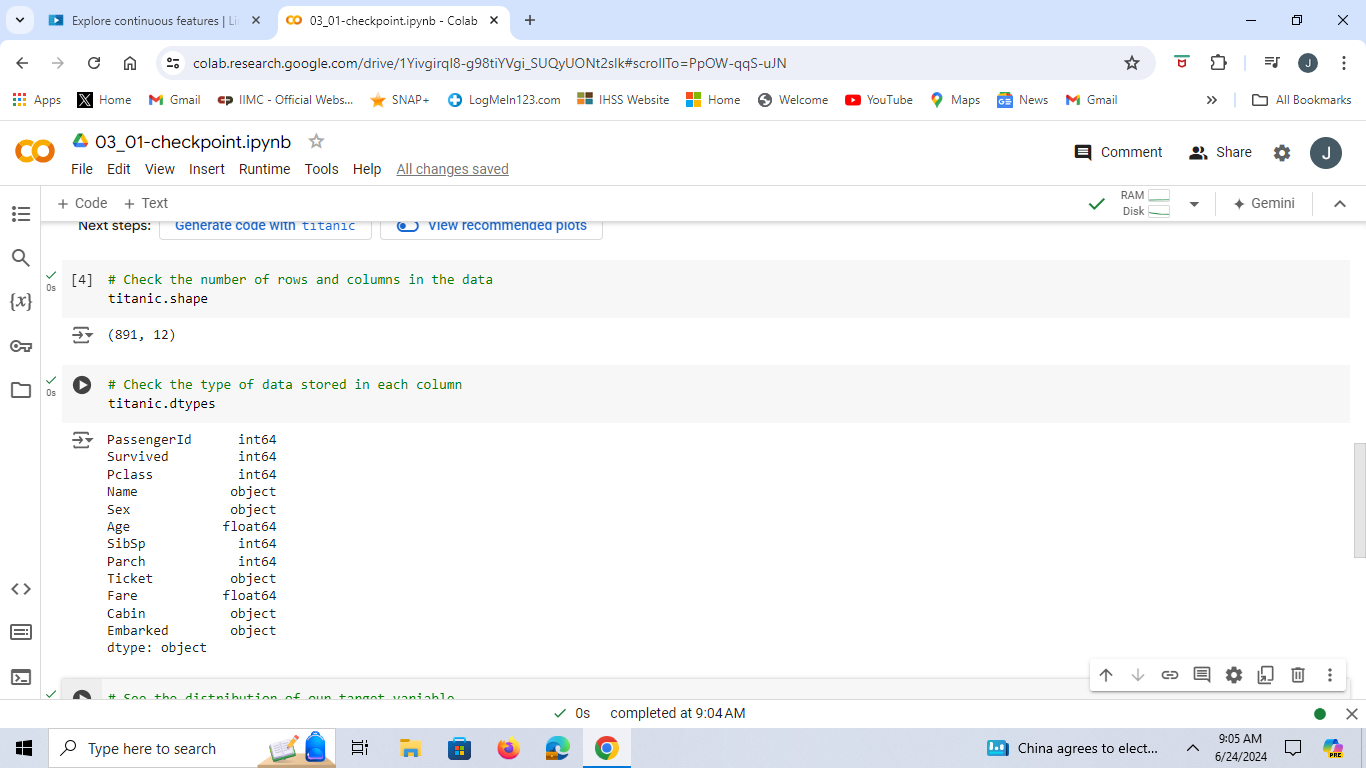 Explore continuous features | Li
03_01-checkpoint.ipynb - Colab
colab.research.google.com/drive/1YivgirqI8-g98tiYVgi_SUQyUONt2slk#scrollTo=PpOW-qqS-uJN
J
Apps
Home
Gmail
IIMC - Official Webs...
SNAP+
LogMeIn123.com
IHSS Website
Home
Welcome
YouTube
Maps
News
Gmail
All Bookmarks
03_01-checkpoint.ipynb
File Edit View Insert Runtime Tools Help All changes saved
Comment
Share
J
+ Code + Text
RAM
Disk
Gemini
Next steps: Generate code with titanic View recommended plots
0s
[4] # Check the number of rows and columns in the data
titanic.shape
(891, 12)
0s
# Check the type of data stored in each column
titanic.dtypes
PassengerId int64
Survived int64
Pclass int64
Name object
Sex object
Age float64
SibSp int64
Parch int64
Ticket object
Fare float64
Cabin object
Embarked object
dtype: object
# See the distribution of our target variable
0s completed at 9:04 AM
Type here to search
China agrees to elect...
9:05 AM
6/24/2024
PRE